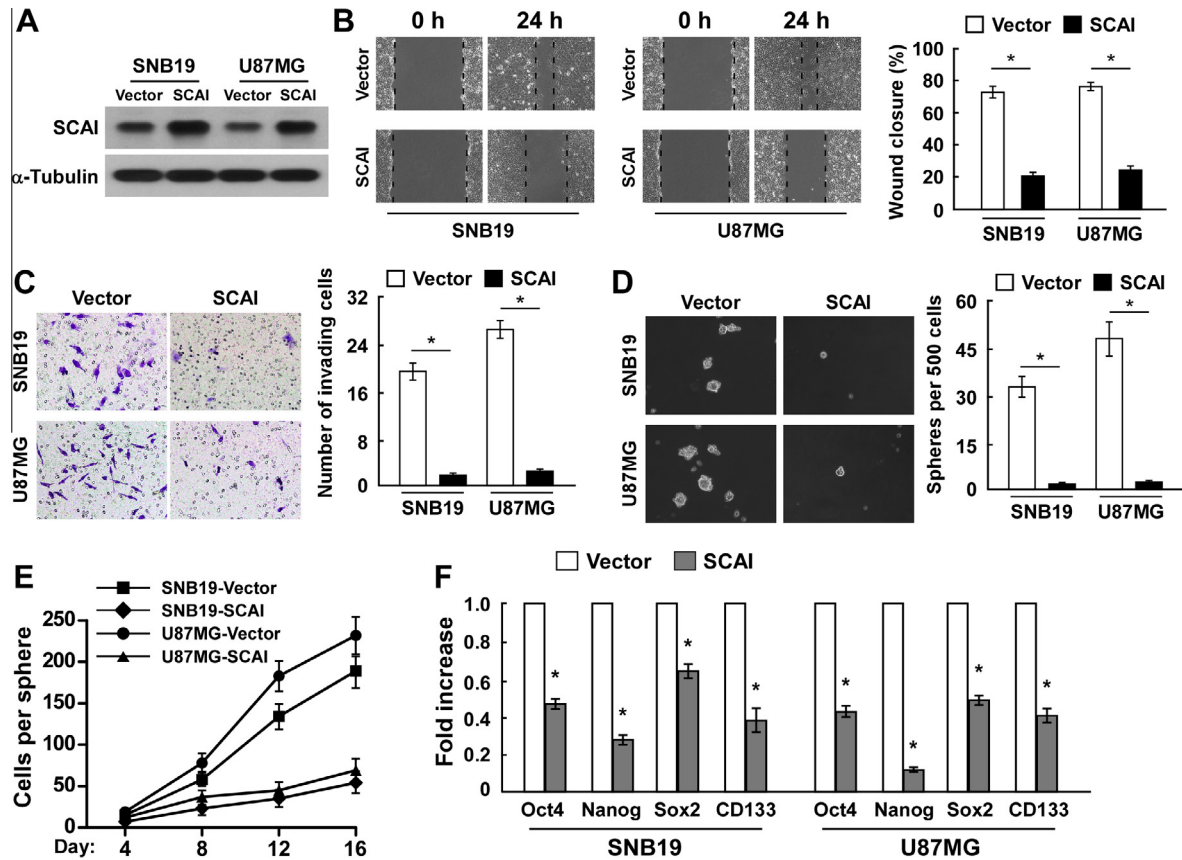 A
SNB19 U87MG
Vector SCAI Vector SCAI
SCAI
α-Tubulin
B
0 h 24 h 0 h 24 h
Vector Vector
SCAI SCAI
SNB19 U87MG
Vector SCAI
Wound closure (%)
100
80
60
40
20
0
* *
SNB19 U87MG
C
Vector SCAI
SNB19
U87MG
Vector SCAI
Number of invading cells
32
24
16
8
0
* *
SNB19 U87MG
D
Vector SCAI
SNB19
U87MG
Vector SCAI
Spheres per 500 cells
60
45
30
15
0
* *
SNB19 U87MG
E
SNB19-Vector
SNB19-SCAI
U87MG-Vector
U87MG-SCAI
Cells per sphere
250
200
150
100
50
0
Day: 4 8 12 16
F
Vector SCAI
Fold increase
1.0
0.8
0.6
0.4
0.2
0
* * * * * * * *
Oct4 Nanog Sox2 CD133 Oct4 Nanog Sox2 CD133
SNB19 U87MG